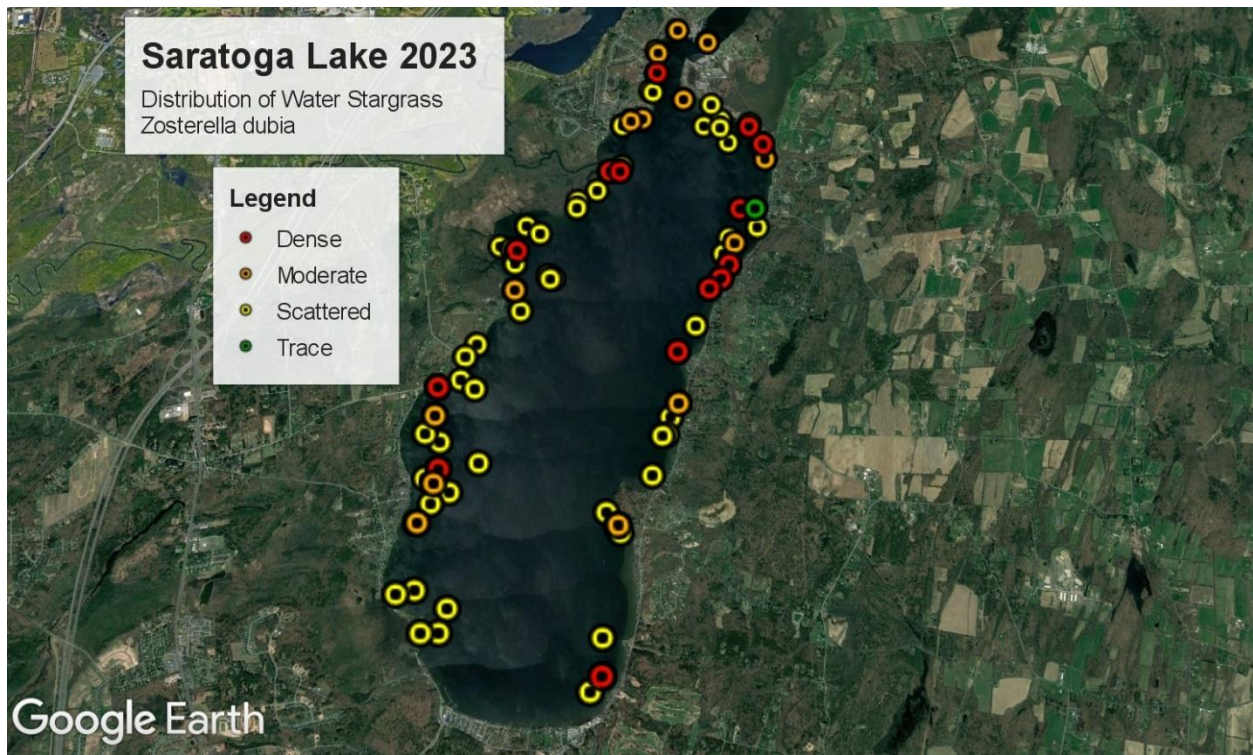 Saratoga Lake 2023
Distribution of Water Stargrass
Zosterella dubia
Legend
Dense
Moderate
Scattered
Trace
Google Earth